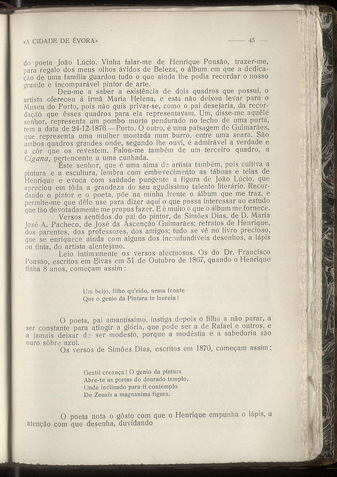 «A CIDADE DE ÉVORA» — 45 —
do poeta João Lúcio. Vinha falar-me de Henrique Pousão, trazer-me,
para regalo dos meus olhos ávidos de Beleza, o álbum em que a dedica-
ção de uma família guardou tudo o que ainda lhe podia recordar o nosso
grande e incomparável pintor de arte.
Deu-me a saber a existência de dois quadros que possui, o
artista ofereceu à irmã Maria Helena, e esta não deixou levar para o
Museu do Porto, pois não quis privar-se, como o pai desejaria, da recor-
dação que êsses quadros para ela representavam. Um, disse-me aquêle
senhor, representa um pombo morto pendurado no fecho de uma porta,
tem a data de 24-12-1876 — Porto. O outro, é uma paisagem de Guimarães,
que representa uma mulher montada num burro, entre uma seara. São
ambos quadros grandes onde, segundo lhe ouvi, é admirável a verdade e
a côr que os revestem. Falou-me também de um terceiro quadro, a
Cigana, pertencente a uma cunhada.
Este senhor, que é uma alma de artista também, pois cultiva a
pintura e a escultura, lembra com embevecimento as tábuas e telas de
Henrique e evoca com saüdade pungente a figura de João Lúcio, que
apreciou em tôda a grandeza do seu agudíssimo talento literário. Recor-
dando o pintor e o poeta, põe na minha frente o álbum que me traz, e
permite-me que dêle use para dizer aqui o que possa interessar ao estudo
que tão devotadamente me propus fazer. E é muito o que o álbum me fornece.
Versos sentidos do pai do pintor, de Simões Dias, de D. Maria
José A. Pacheco, de José da Ascenção Guimarães; retratos de Henrique,
dos parentes, dos professores, dos amigos; tudo se vê no livro precioso,
que se enriquece ainda com alguns dos inconfundíveis desenhos, a lápis
ou tinta, do artista alentejano.
Leio intimamente os versos afectuosos. Os do Dr. Francisco
Pousão, escritos em Elvas em 31 de Outubro de 1867, quando o Henrique
tinha 8 anos, começam assim:
Um beijo, filho qu'rido, nessa fronte
Que o genio da Pintura te laureia!
O poeta, pai amantíssimo, instiga depois o filho a não parar, a
ser constante para atingir a glória, que pode ser a de Rafael e outros, e
a jamais deixar de ser modesto, porque a modéstia e a sabedoria são
ouro sôbre azul.
Os versos de Simões Dias, escritos em 1870, começam assim:
Gentil creança! O genio da pintura
Abre-te as portas do dourado templo,
Onde inclinado para ti contemplo
De Zeuxis a magnanima figura.
O poeta nota o gôsto com que o Henrique empunha o lápis, a
atenção com que desenha, duvidando